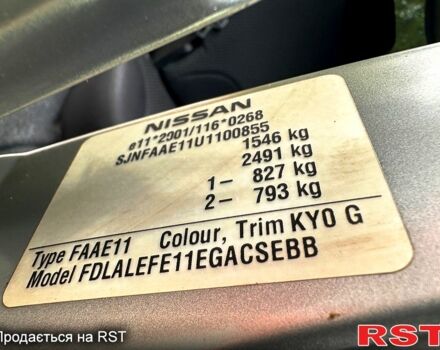 NISSAN
e11*2001/116*0268
SJNFAAE11U1100855
1546 kg
2491 kg
1- 827 kg
2- 793 kg
Type FAAE11 Colour, Trim KY0 G
Model FDLALEFE11EGACSEBB
Продається на RST
RST